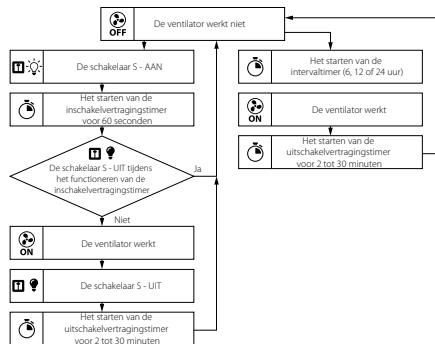 OFF
De ventilator werkt niet
De schakelaar S - AAN
Het starten van de
inschakelvertragingstimer
voor 60 seconden
De schakelaar S - UIT tijdens
het functioneren van de
inschakelvertragingstimer
Ja
Niet
ON
De ventilator werkt
De schakelaar S - UIT
Het starten van de
uitschakelvertragingstimer
voor 2 tot 30 minuten
Het starten van de
intervaltimer (6, 12 of 24 uur)
ON
De ventilator werkt
Het starten van de
uitschakelvertragingstimer
voor 2 tot 30 minuten